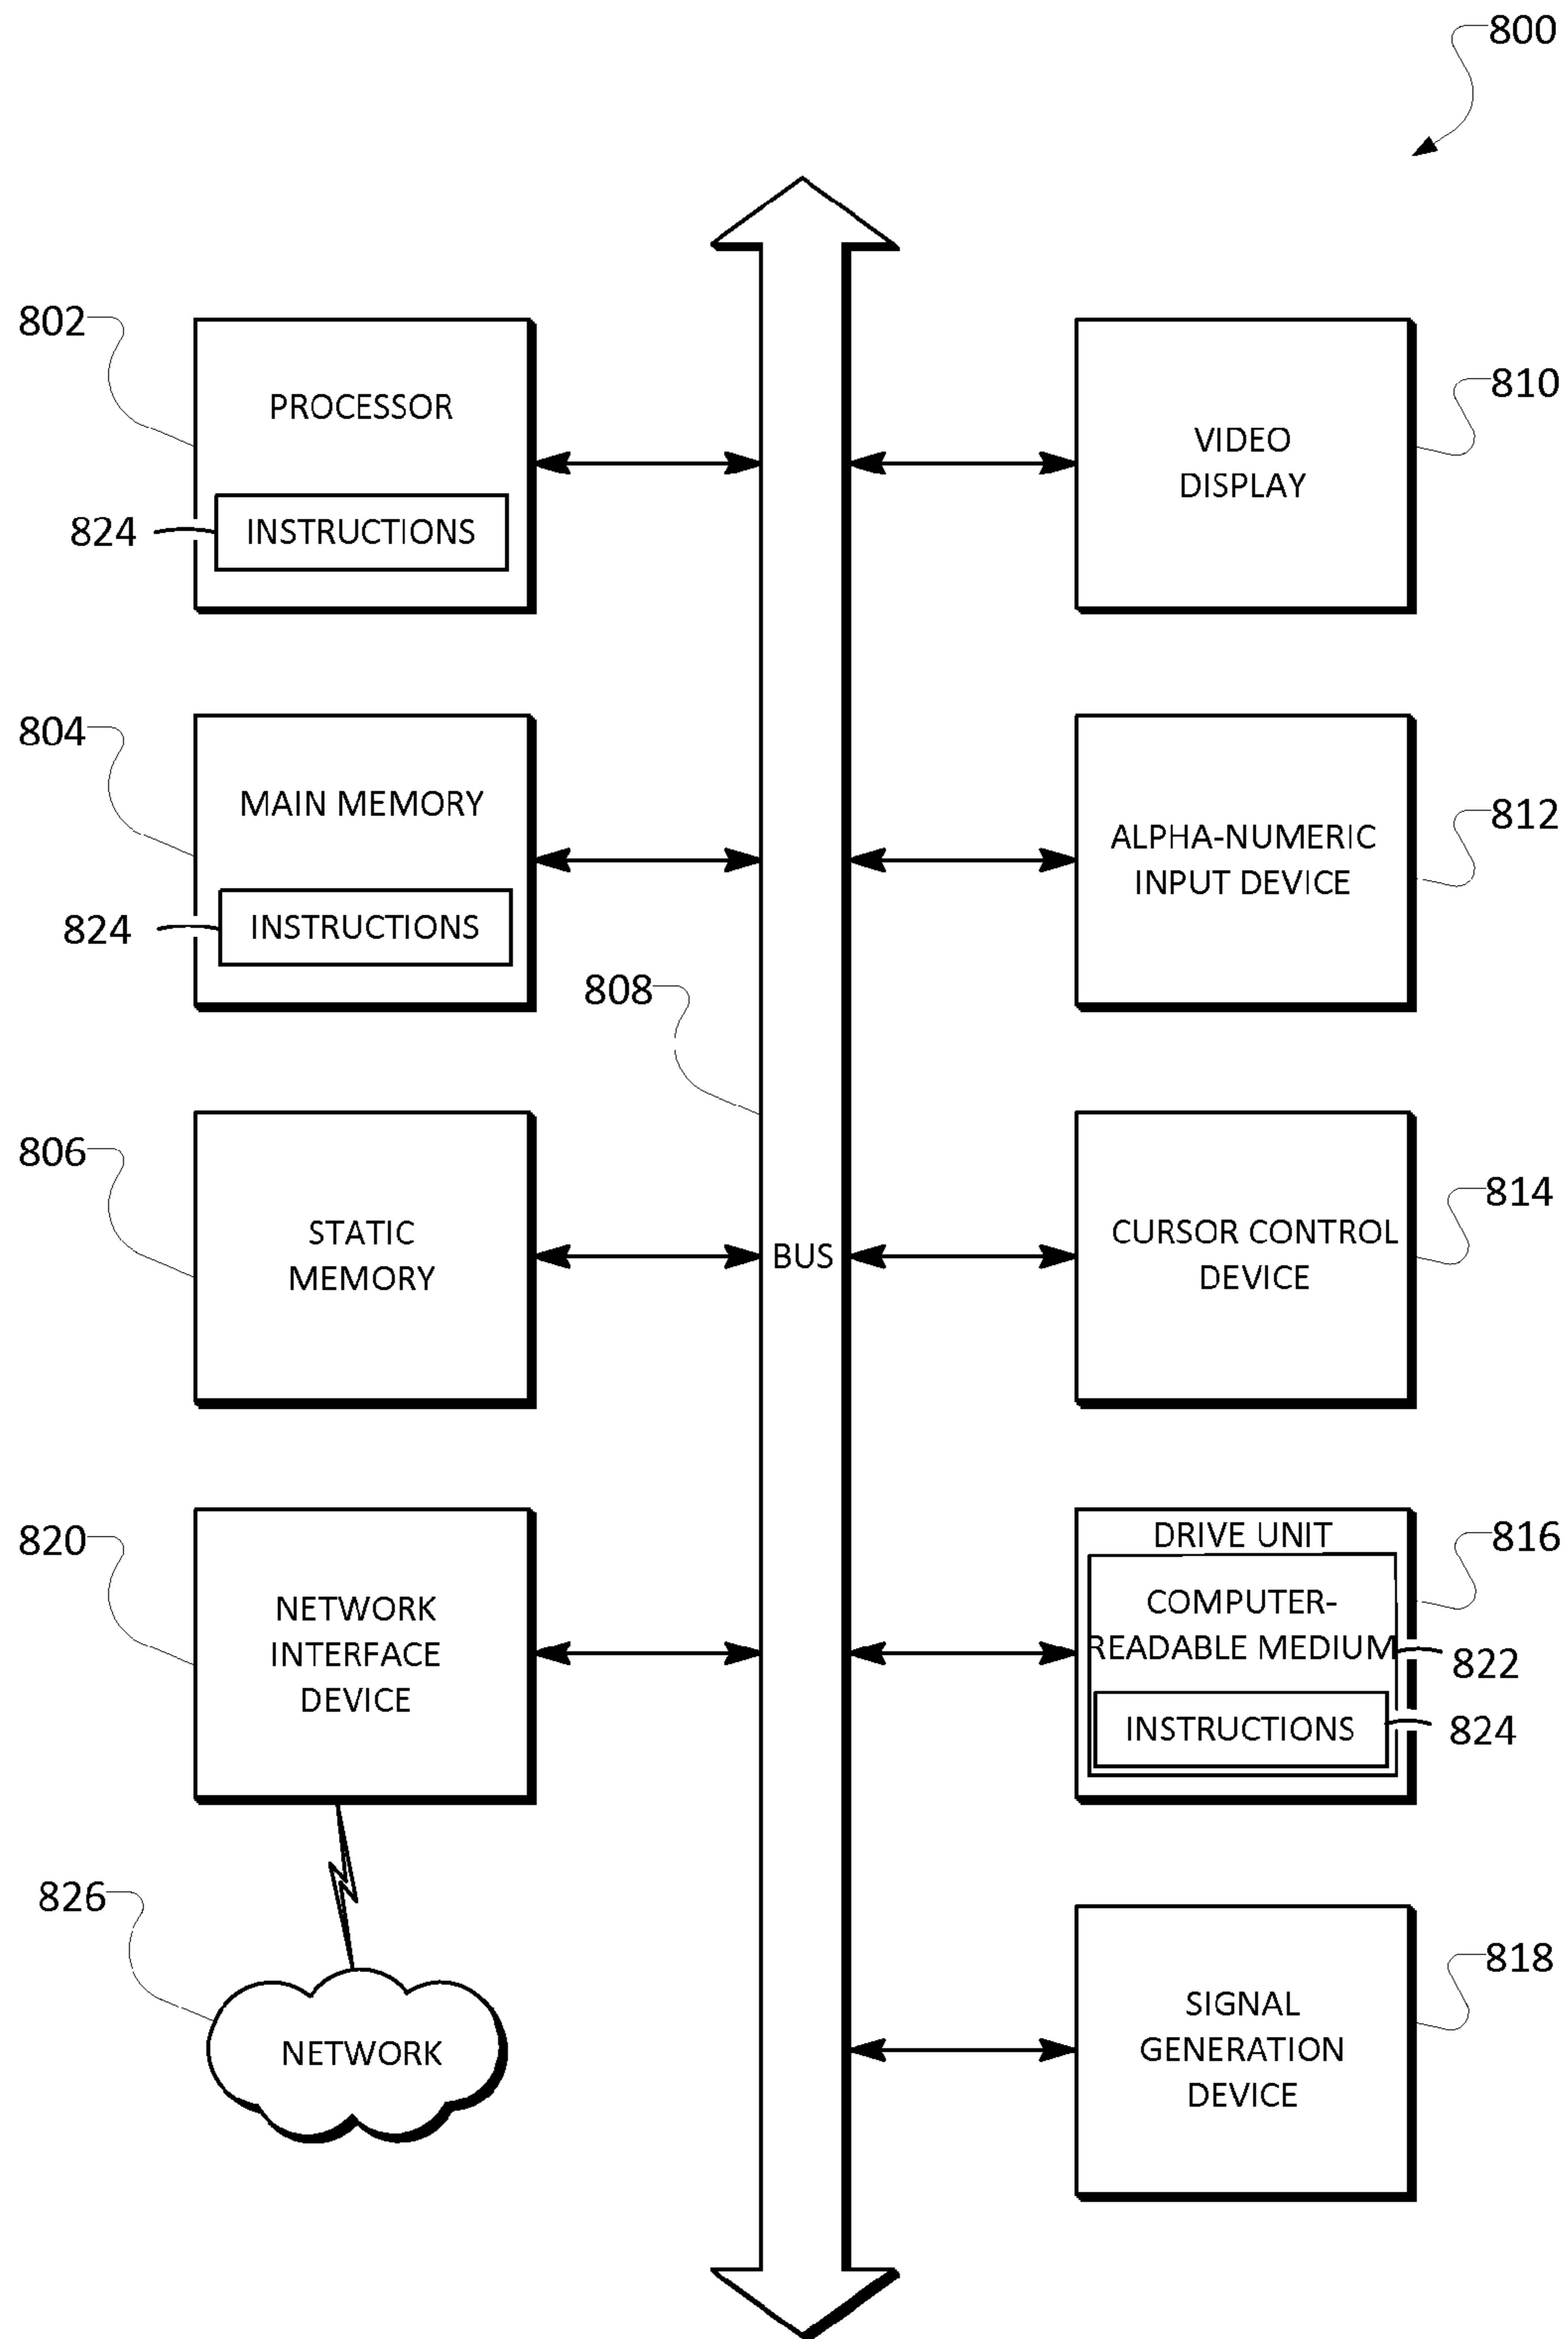 800
802
PROCESSOR
824
INSTRUCTIONS
810
VIDEO
DISPLAY
804
MAIN MEMORY
824
INSTRUCTIONS
812
ALPHA-NUMERIC
INPUT DEVICE
808
BUS
806
STATIC
MEMORY
814
CURSOR CONTROL
DEVICE
820
NETWORK
INTERFACE
DEVICE
816
DRIVE UNIT
COMPUTER-
READABLE MEDIUM
822
INSTRUCTIONS
824
826
NETWORK
818
SIGNAL
GENERATION
DEVICE